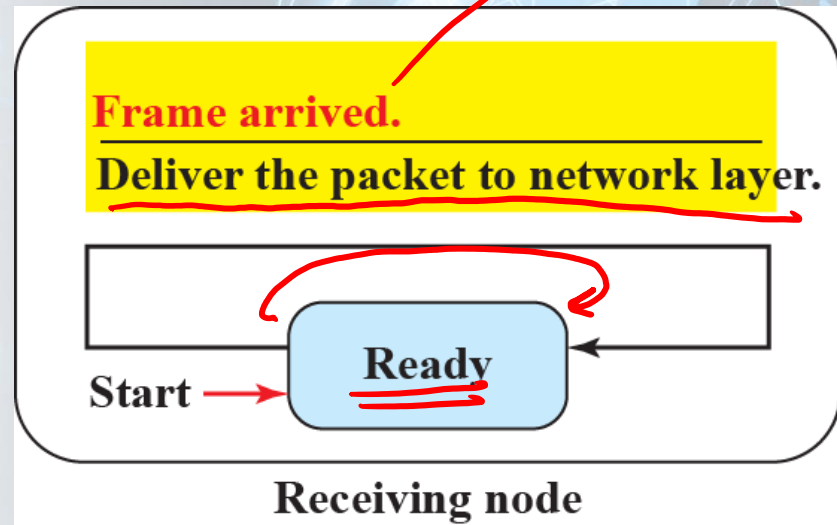 Frame arrived.
Deliver the packet to network layer.
Ready
Start
Receiving node